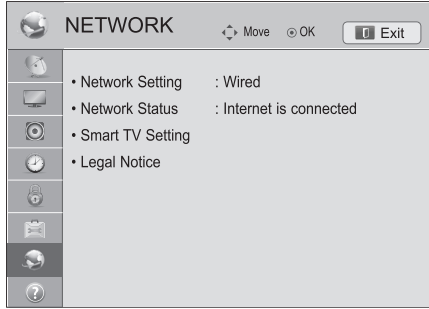 NETWORK Move OK Exit
• Network Setting : Wired
• Network Status : Internet is connected
• Smart TV Setting
• Legal Notice
?